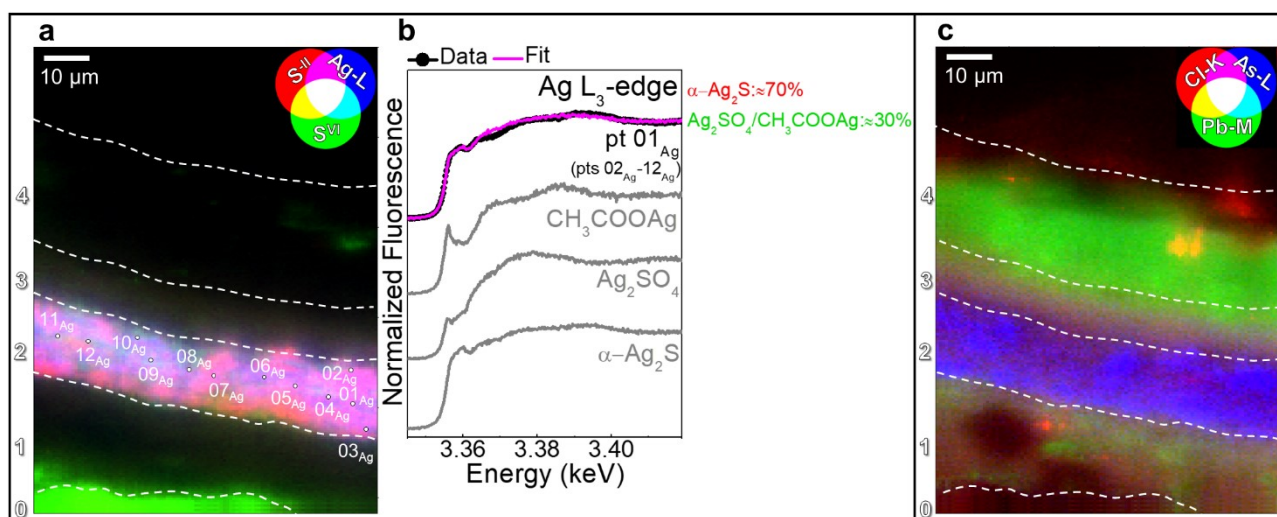 a
10 μm
S-II
Ag-L
SVI
4
3
2
1
0
11Ag
12Ag
10Ag
09Ag
08Ag
07Ag
06Ag
05Ag
02Ag
01Ag
04Ag
03Ag
b
Data Fit
Ag L3-edge
α-Ag2S:≈70%
Ag2SO4/CH3COOAg:≈30%
pt 01Ag
(pts 02Ag-12Ag)
CH3COOAg
Ag2SO4
α-Ag2S
Normalized Fluorescence
3.36 3.38 3.40
Energy (keV)
c
10 μm
Cl-K
As-L
Pb-M
4
3
2
1
0